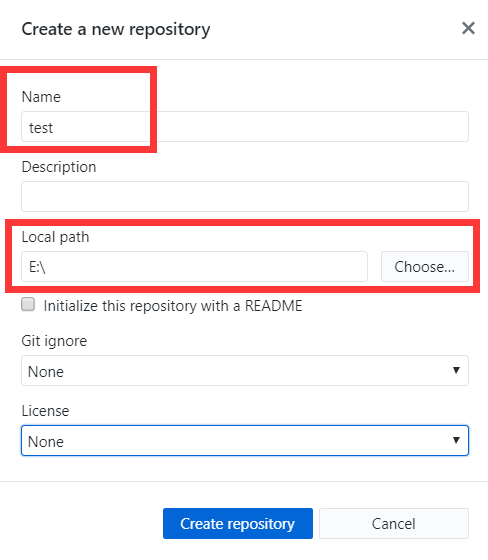 Create a new repository
Name
test
Description
Local path
E:\
Choose...
Initialize this repository with a README
Git ignore
None
License
None
Create repository
Cancel